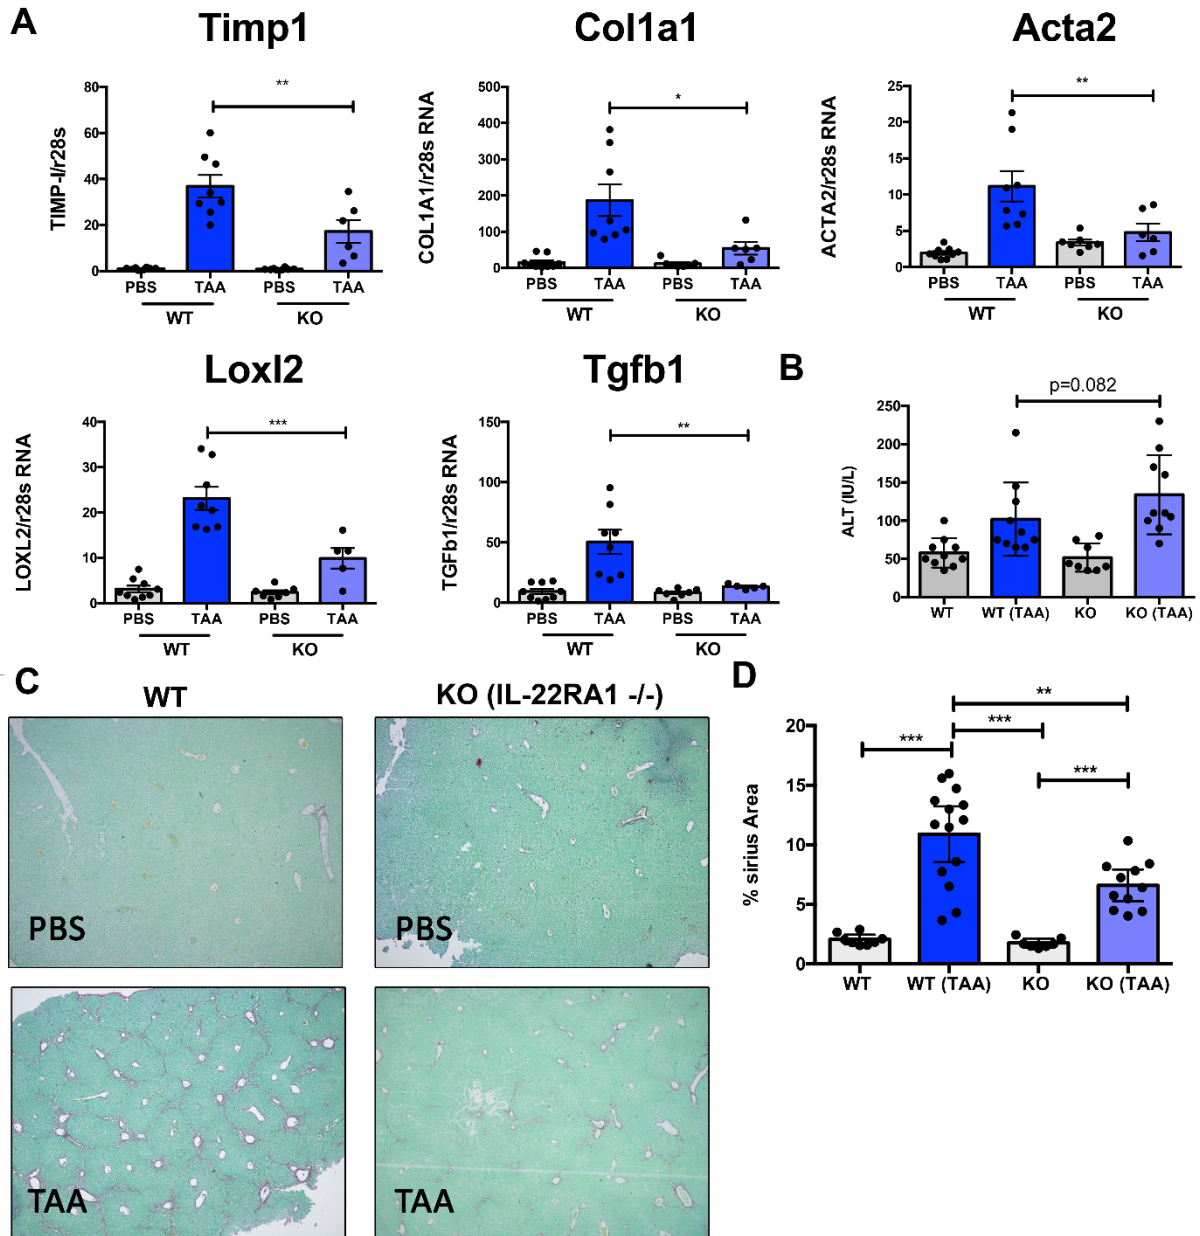 A
Timp1
Col1a1
Acta2
TIMP-I/r28s
80
60
40
20
0
**
PBS
TAA
PBS
TAA
WT
KO
COL1A1/r28s RNA
500
400
300
200
100
0
*
PBS
TAA
PBS
TAA
WT
KO
ACTA2/r28s RNA
25
20
15
10
5
0
**
PBS
TAA
PBS
TAA
WT
KO
Loxl2
Tgfb1
B
LOXL2/r28s RNA
40
30
20
10
0
***
PBS
TAA
PBS
TAA
WT
KO
TGFb1/r28s RNA
150
100
50
0
**
PBS
TAA
PBS
TAA
WT
KO
p=0.082
ALT (IU/L)
250
200
150
100
50
0
WT
WT (TAA)
KO
KO (TAA)
C
WT
KO (IL-22RA1 -/-)
PBS
PBS
TAA
TAA
D
% sirius Area
20
15
10
5
0
***
***
**
***
WT
WT (TAA)
KO
KO (TAA)